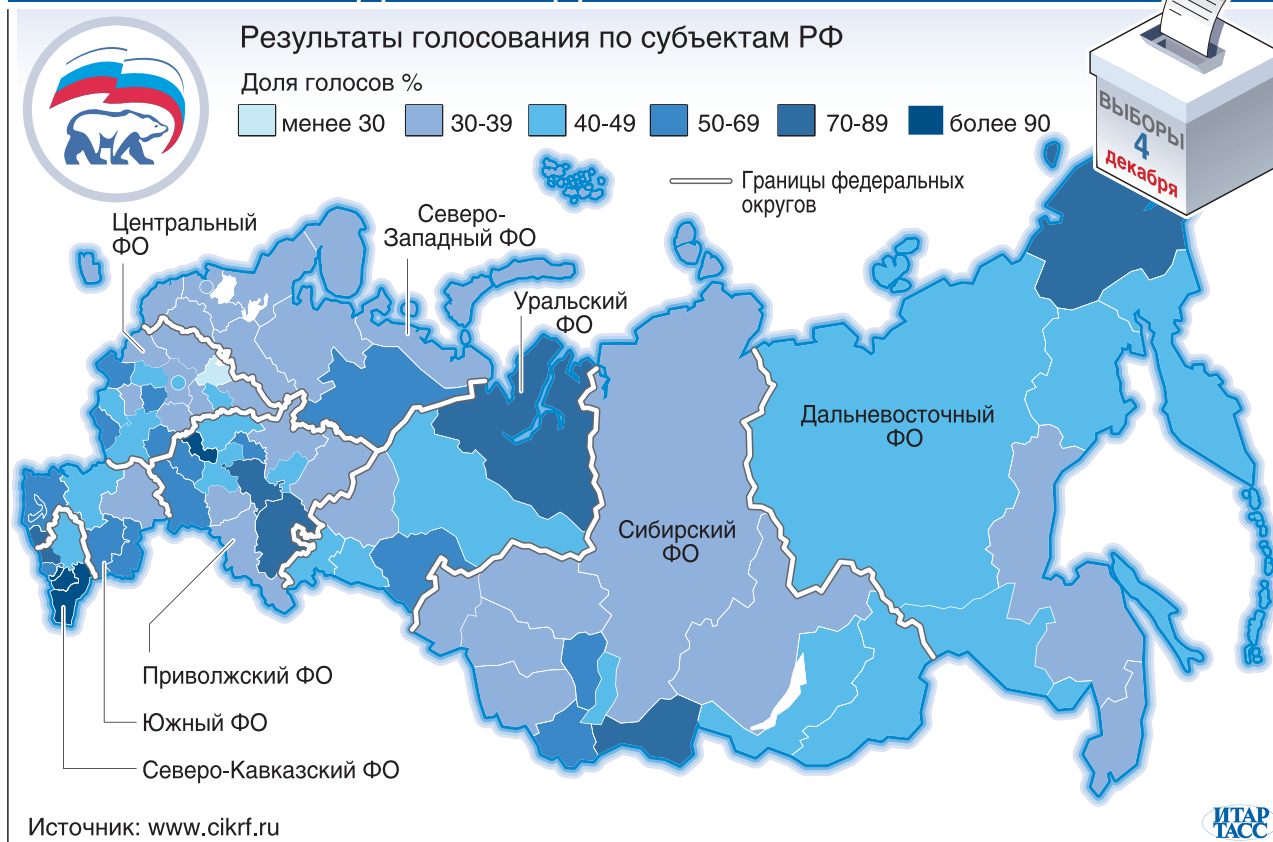 Результаты голосования по субъектам РФ
Доля голосов %
менее 30
30-39
40-49
50-69
70-89
более 90
ВЫБОРЫ
4
декабря
Границы федеральных
округов
Центральный
ФО
Северо-
Западный ФО
Уральский
ФО
Дальневосточный
ФО
Сибирский
ФО
Приволжский ФО
Южный ФО
Северо-Кавказский ФО
Источник: www.cikrf.ru
ИТАР
ТАСС